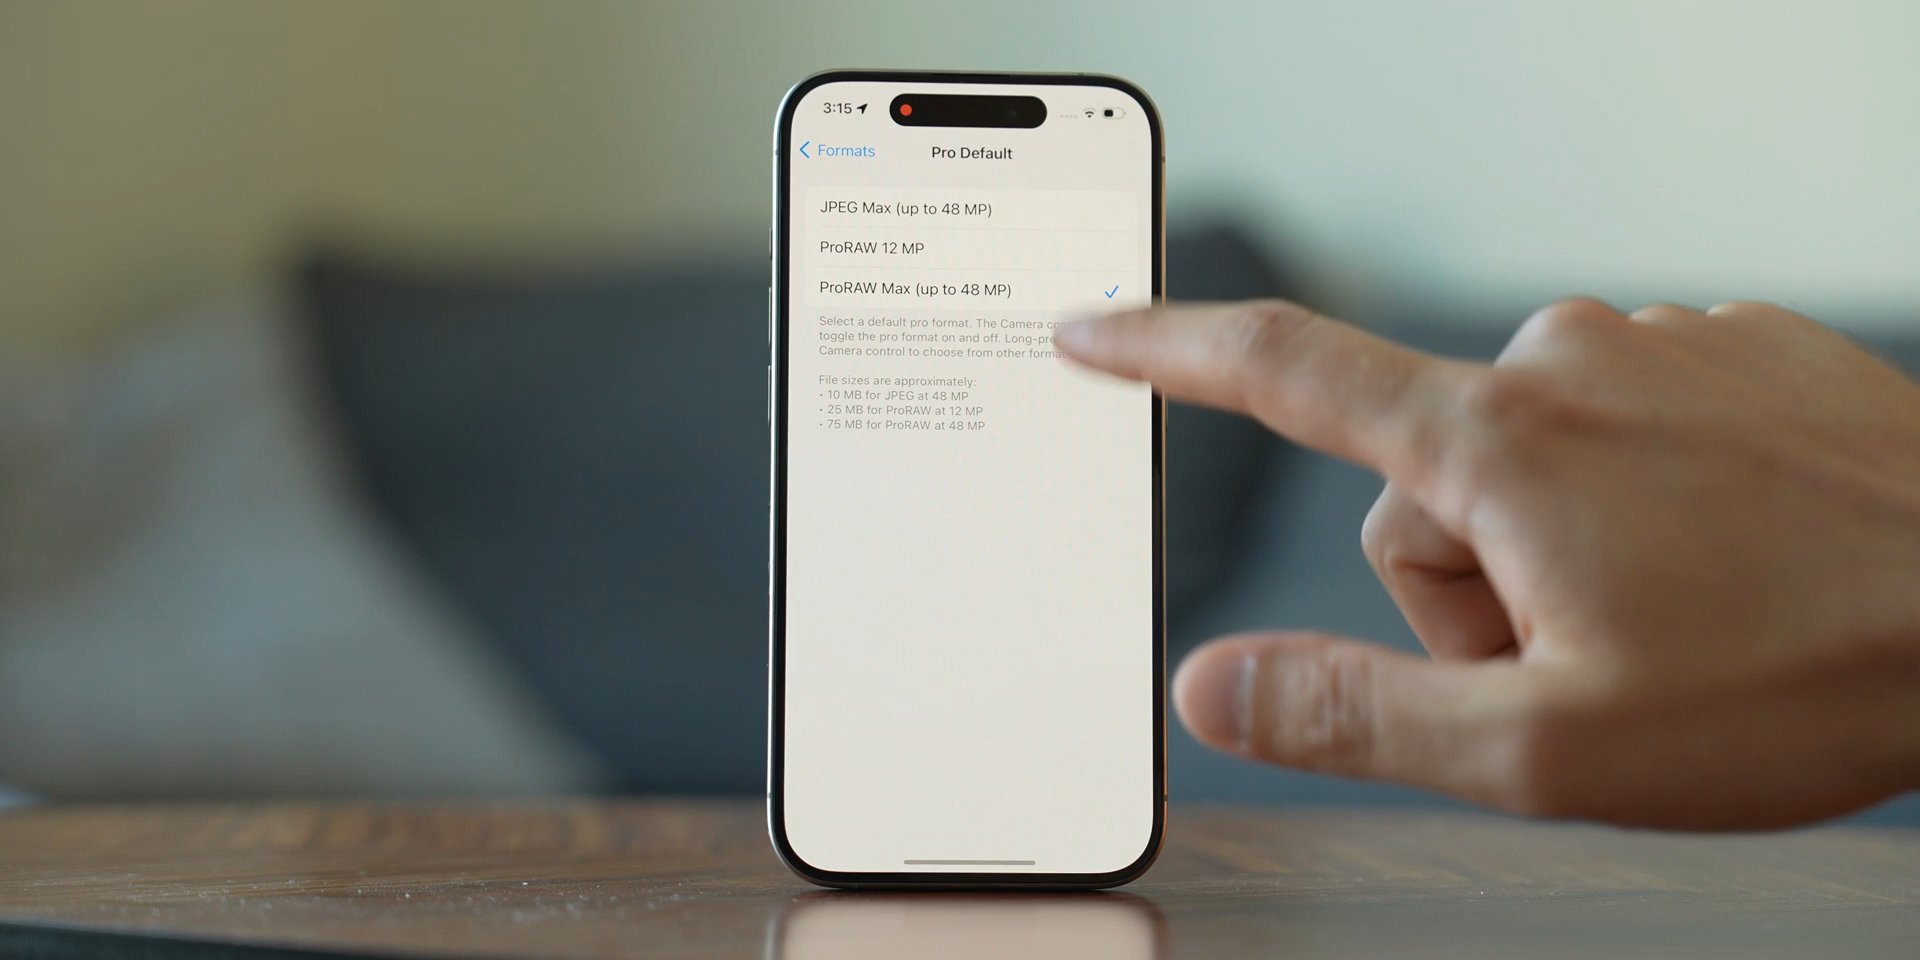 3:15
Formats
Pro Default
JPEG Max (up to 48 MP)
ProRAW 12 MP
ProRAW Max (up to 48 MP)
Select a default pro format. The Camera
toggle the pro format on and off.
Camera control to choose from other
File sizes are approximately:
• 10 MB for JPEG at 48 MP
• 25 MB for ProRAW at 12 MP
• 75 MB for ProRAW at 48 MP